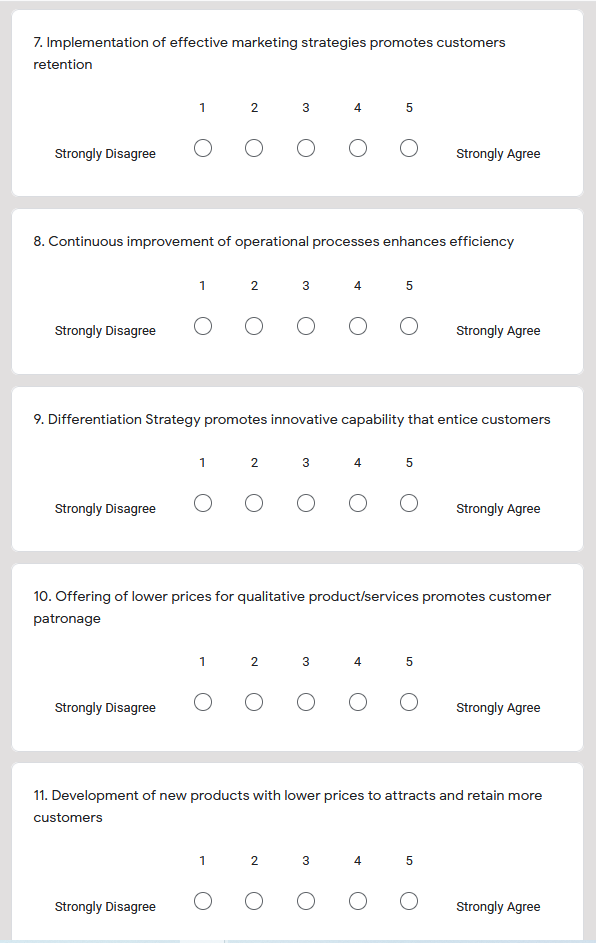 7. Implementation of effective marketing strategies promotes customers
retention
1 2 3 4 5
Strongly Disagree Strongly Agree
8. Continuous improvement of operational processes enhances efficiency
1 2 3 4 5
Strongly Disagree Strongly Agree
9. Differentiation Strategy promotes innovative capability that entice customers
1 2 3 4 5
Strongly Disagree Strongly Agree
10. Offering of lower prices for qualitative product/services promotes customer
patronage
1 2 3 4 5
Strongly Disagree Strongly Agree
11. Development of new products with lower prices to attracts and retain more
customers
1 2 3 4 5
Strongly Disagree Strongly Agree